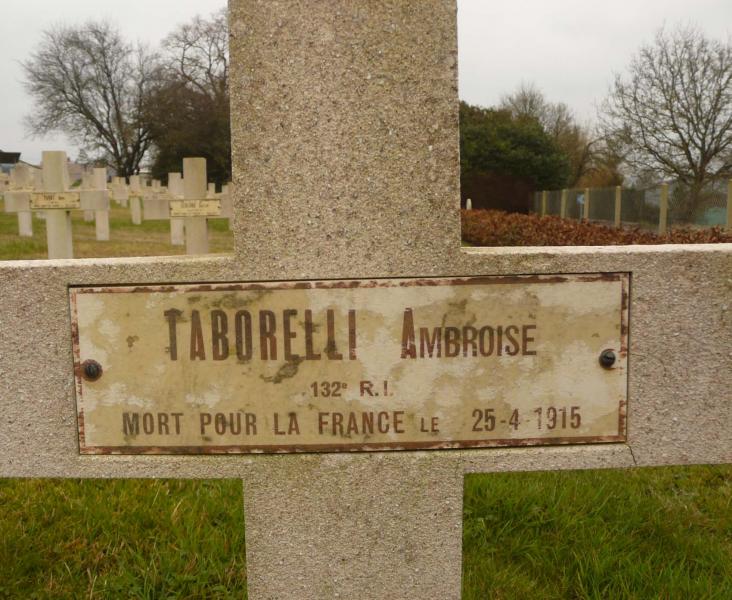 TABORELLI AMBROISE
132e R.I.
MORT POUR LA FRANCE LE 25-4-1915